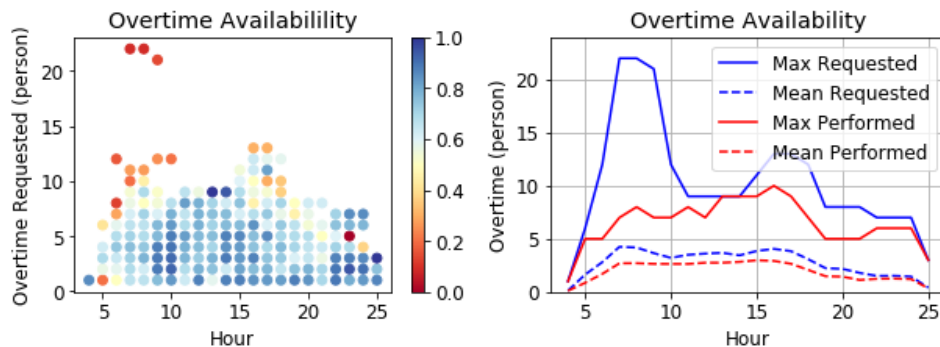 Overtime Availabilility
Overtime Requested (person)
20
15
10
5
0
5
10
15
20
25
Hour
1.0
0.8
0.6
0.4
0.2
0.0
Overtime Availability
Overtime (person)
20
15
10
5
0
5
10
15
20
25
Hour
Max Requested
Mean Requested
Max Performed
Mean Performed